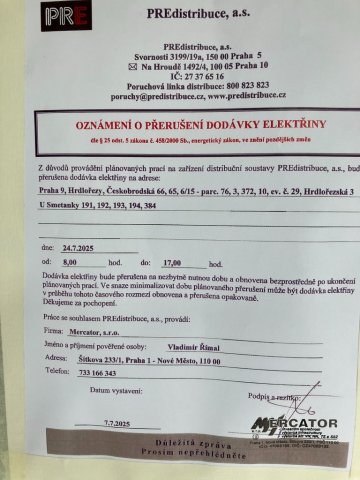 PRE
PREdistribuce, a.s.
PREdistribuce, a.s.
Svornosti 3199/19a, 150 00 Praha 5
✉ Na Hroudě 1492/4, 100 05 Praha 10
IČ: 27 37 65 16
Poruchová linka distribuce: 800 823 823
poruchy@predistribuce.cz, www.predistribuce.cz
OZNÁMENÍ O PŘERUŠENÍ DODÁVKY ELEKTŘINY
dle § 25 odst. 5 zákona č. 458/2000 Sb., energetický zákon, ve znění pozdějších změn
Z důvodů provádění plánovaných prací na zařízení distribuční soustavy PREdistribuce, a.s., bude
přerušena dodávka elektřiny na adrese:
Praha 9, Hrdlořezy, Českobrodská 66, 65, 6/15 - parc. 76, 3, 372, 10, ev. č. 29, Hrdlořezská 3
U Smetanky 191, 192, 193, 194, 384
dne: 24.7.2025
od: 8,00 do: 17,00
Dodávka elektřiny bude přerušena na nezbytně nutnou dobu a obnovena bezprostředně po ukončení
plánovaných prací. Ve snaze minimalizovat dobu plánovaného přerušení může být dodávka elektřiny
v průběhu tohoto časového rozmezí obnovena a přerušena opakovaně.
Děkujeme za pochopení.
Práce se souhlasem PREdistribuce, a.s., provádí:
Firma: Mercator, s.r.o.
Jméno a příjmení pověřené osoby: Vladimír Římal
Adresa: Šítkova 233/1, Praha 1 - Nové Město, 110 00
Telefon: 733 166 343
Datum vystavení: Podpis a razítko:
7.7.2025
MERCATOR
Důležitá zpráva
Prosím nepřehlédněte